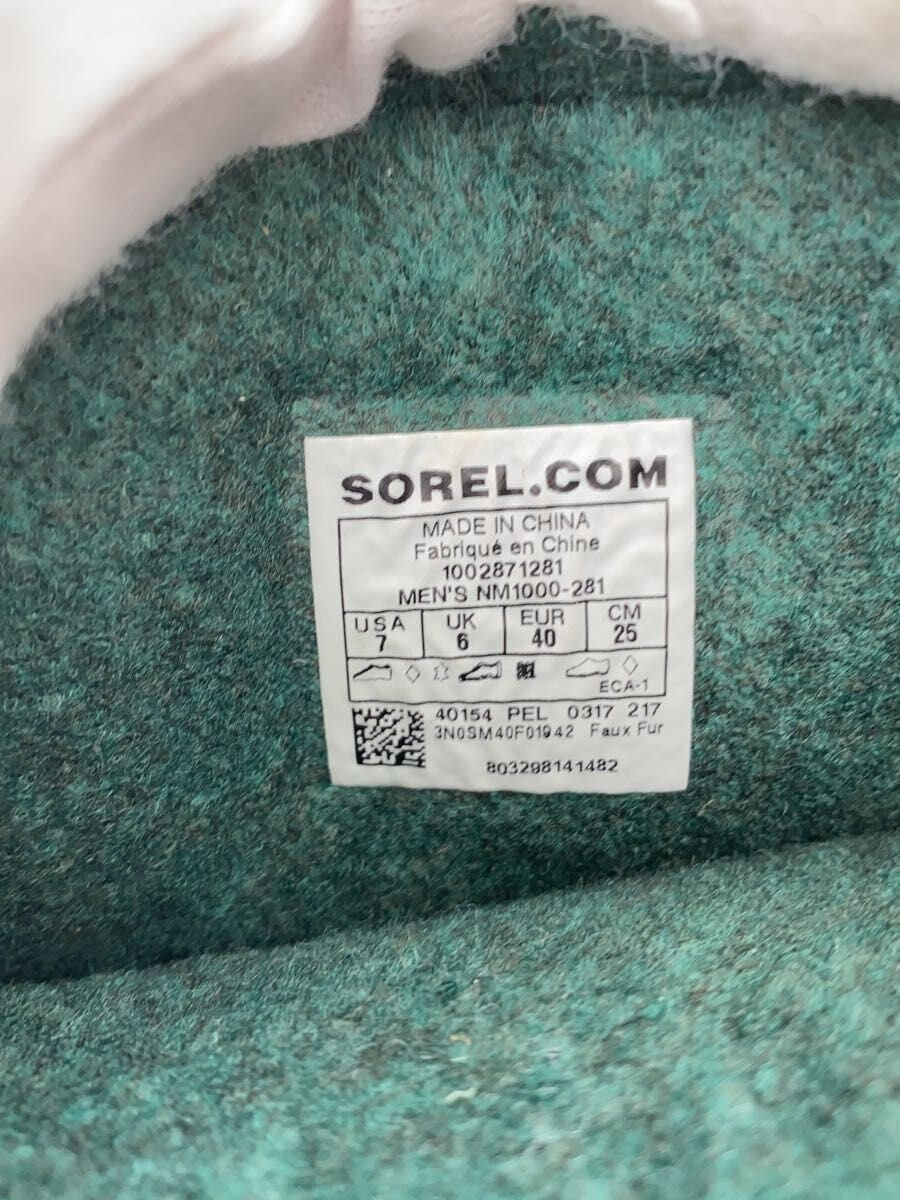 SOREL.COM
MADE IN CHINA
Fabriqué en Chine
1002871281
MEN'S NM1000-281
USA UK EUR CM
7 6 40 25
ECA-1
40154 PEL 0317 217
3N0SM40F01942 Faux Fur
803298141482